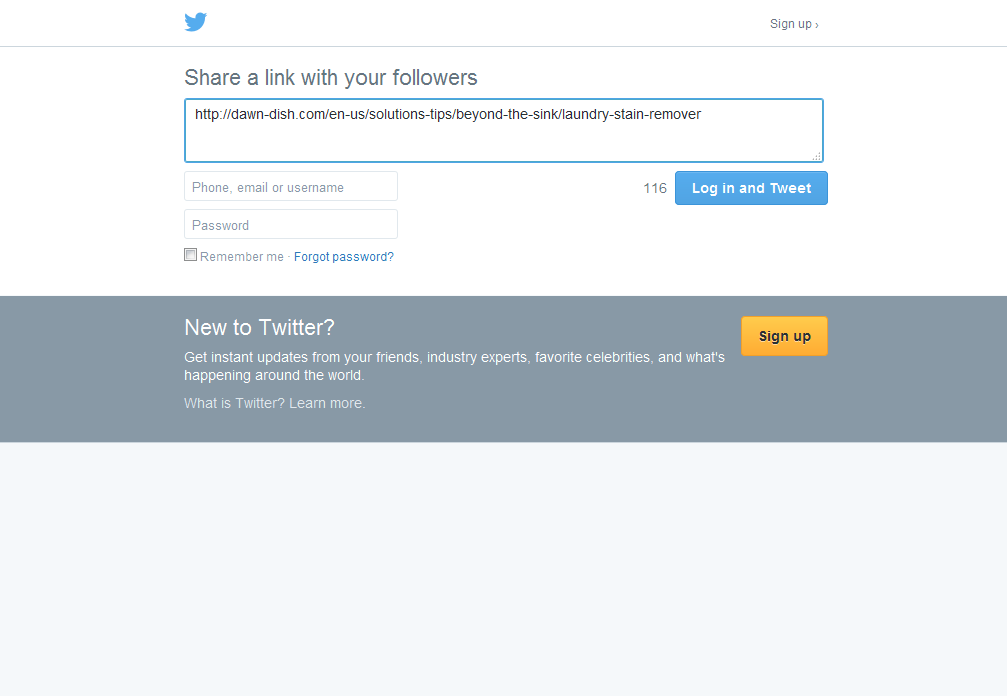 Sign up ›
Share a link with your followers
http://dawn-dish.com/en-us/solutions-tips/beyond-the-sink/laundry-stain-remover
Phone, email or username
116
Log in and Tweet
Password
Remember me · Forgot password?
New to Twitter?
Sign up
Get instant updates from your friends, industry experts, favorite celebrities, and what's
happening around the world.
What is Twitter? Learn more.